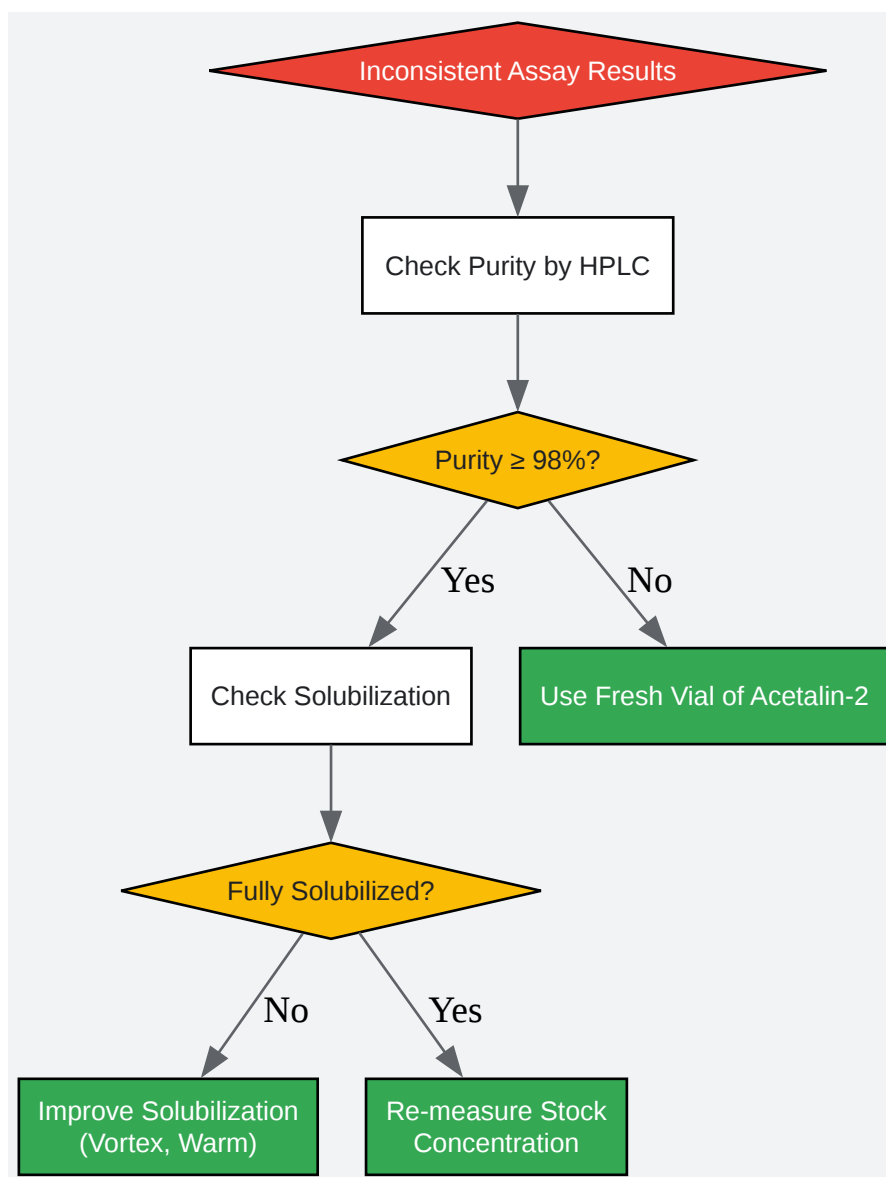 Inconsistent Assay Results
Check Purity by HPLC
Purity ≥ 98%?
Yes
No
Check Solubilization
Use Fresh Vial of Acetalin-2
Fully Solubilized?
No
Yes
Improve Solubilization
(Vortex, Warm)
Re-measure Stock
Concentration